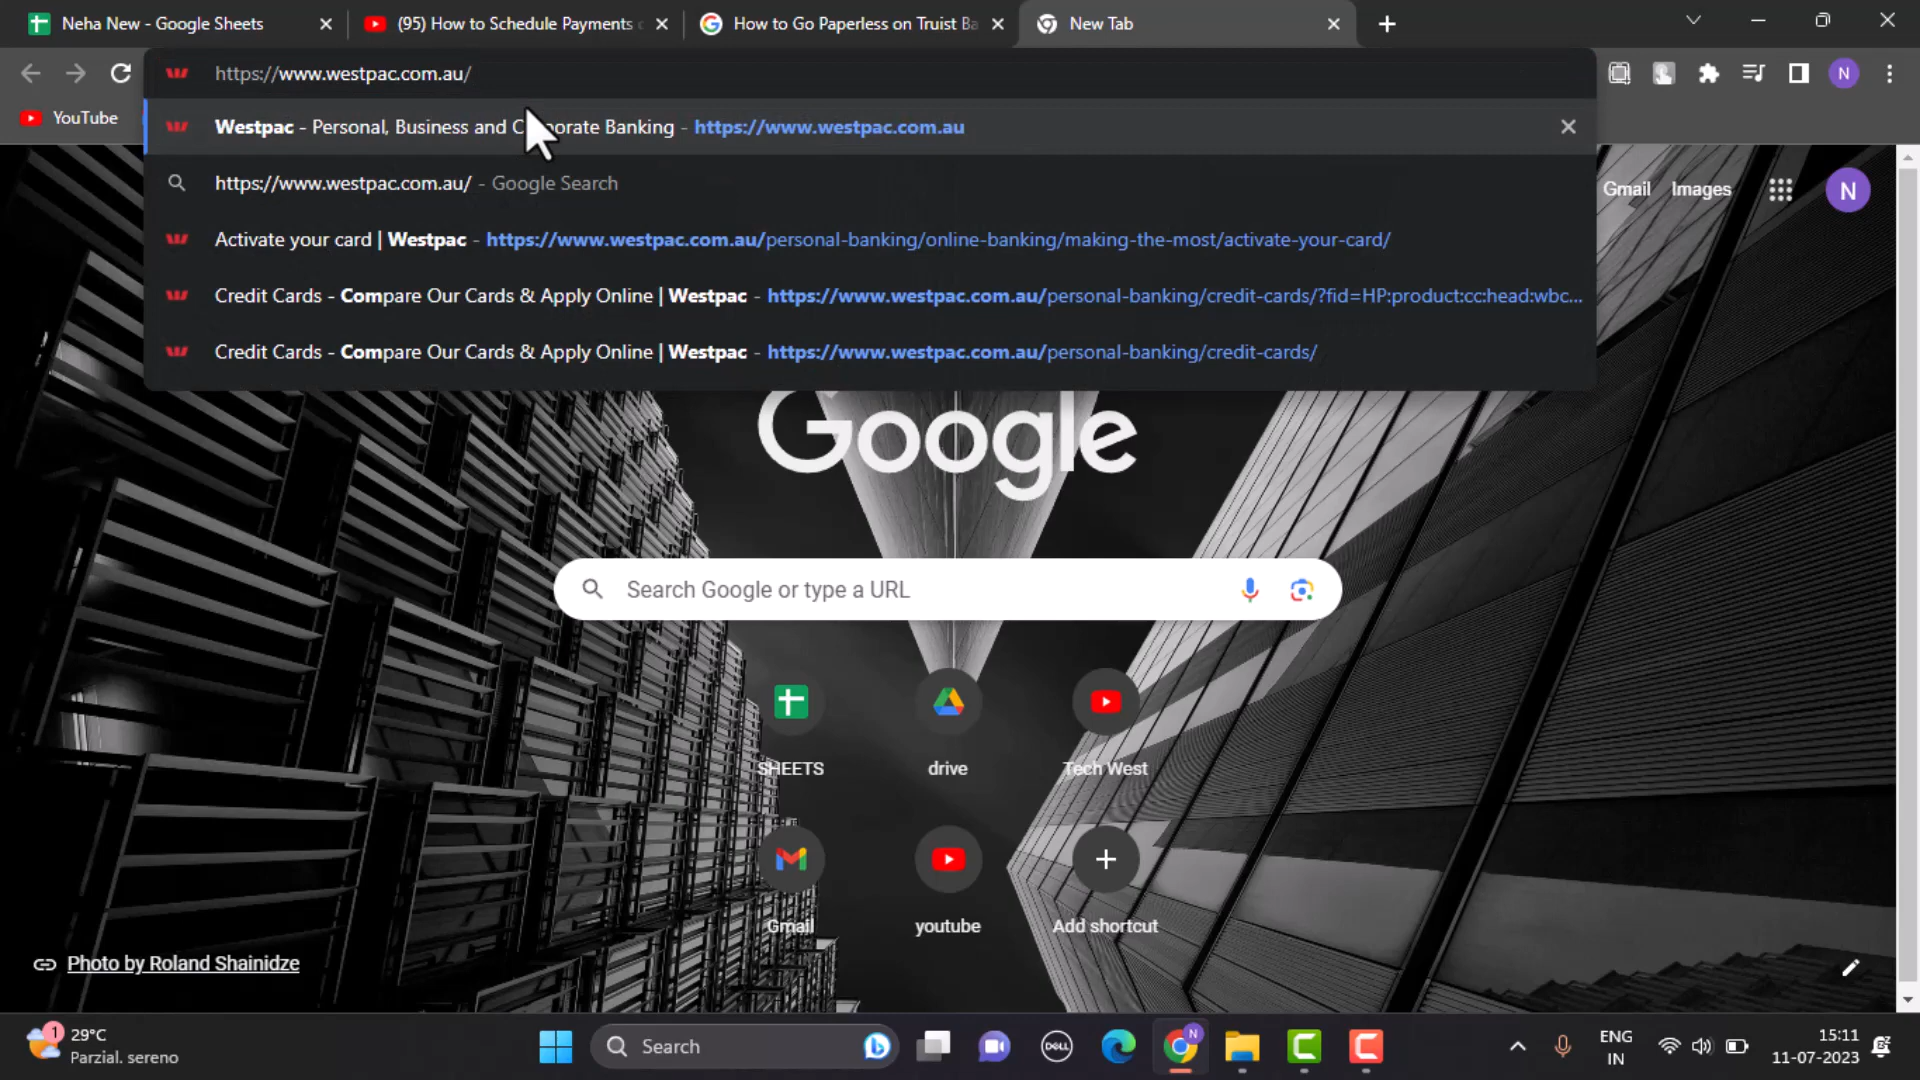 Neha New - Google Sheets
(95) How to Schedule Payments
How to Go Paperless on Truist Ba
New Tab
https://www.westpac.com.au/
N
YouTube
Westpac - Personal, Business and Corporate Banking - https://www.westpac.com.au
https://www.westpac.com.au/ - Google Search
Gmail
Images
N
Activate your card | Westpac - https://www.westpac.com.au/personal-banking/online-banking/making-the-most/activate-your-card/
Credit Cards - Compare Our Cards & Apply Online | Westpac - https://www.westpac.com.au/personal-banking/credit-cards/?fid=HP:product:cc:head:wbc...
Credit Cards - Compare Our Cards & Apply Online | Westpac - https://www.westpac.com.au/personal-banking/credit-cards/
Google
Search Google or type a URL
SHEETS
drive
Tech West
Gmail
youtube
Add shortcut
Photo by Roland Shainidze
1
29°C
Parzial. sereno
Search
DELL
N
ENG
IN
15:11
11-07-2023